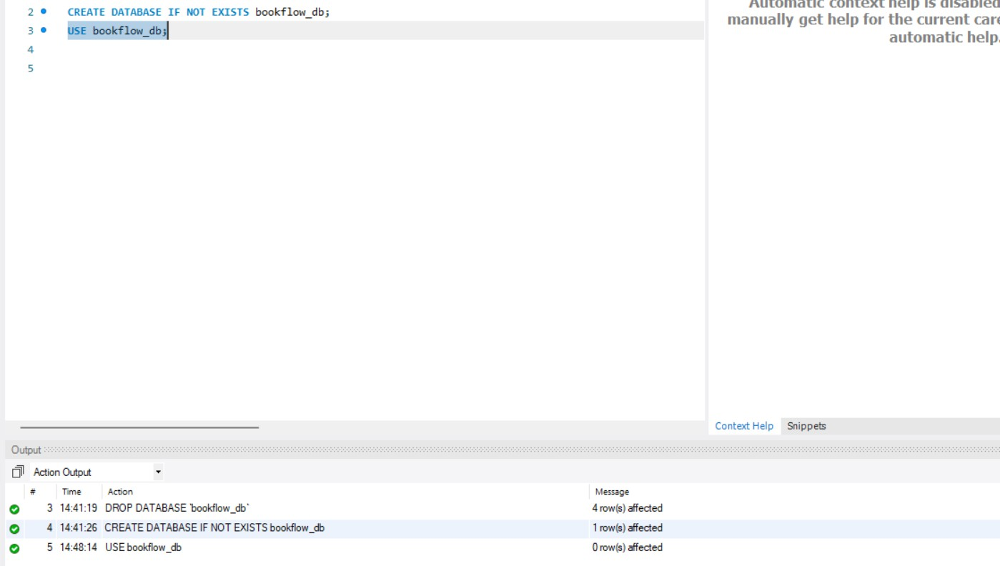 2 CREATE DATABASE IF NOT EXISTS bookflow_db;
3 USE bookflow_db;
4
5
Automatic context help is disabled
manually get help for the current care
automatic help.
Context Help Snippets
Output
Action Output
# Time Action Message
3 14:41:19 DROP DATABASE `bookflow_db` 4 row(s) affected
4 14:41:26 CREATE DATABASE IF NOT EXISTS bookflow_db 1 row(s) affected
5 14:48:14 USE bookflow_db 0 row(s) affected